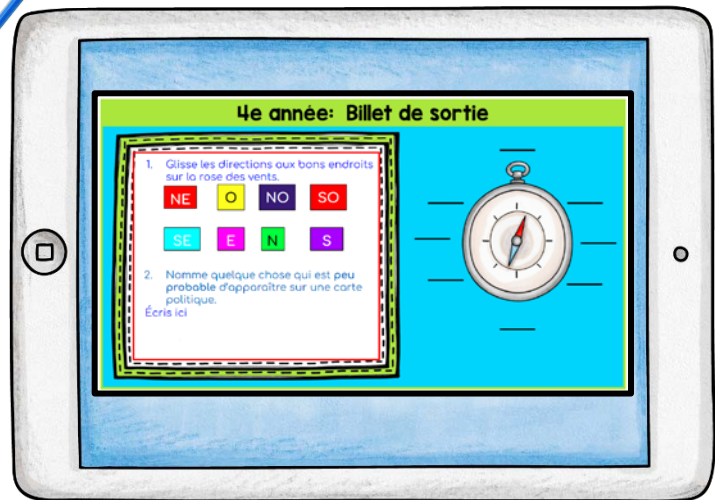 4e année: Billet de sortie
1. Glisse les directions aux bons endroits
sur la rose des vents.
NE O NO SO
SE E N S
2. Nomme quelque chose qui est peu
probable d'apparaître sur une carte
politique.
Écris ici